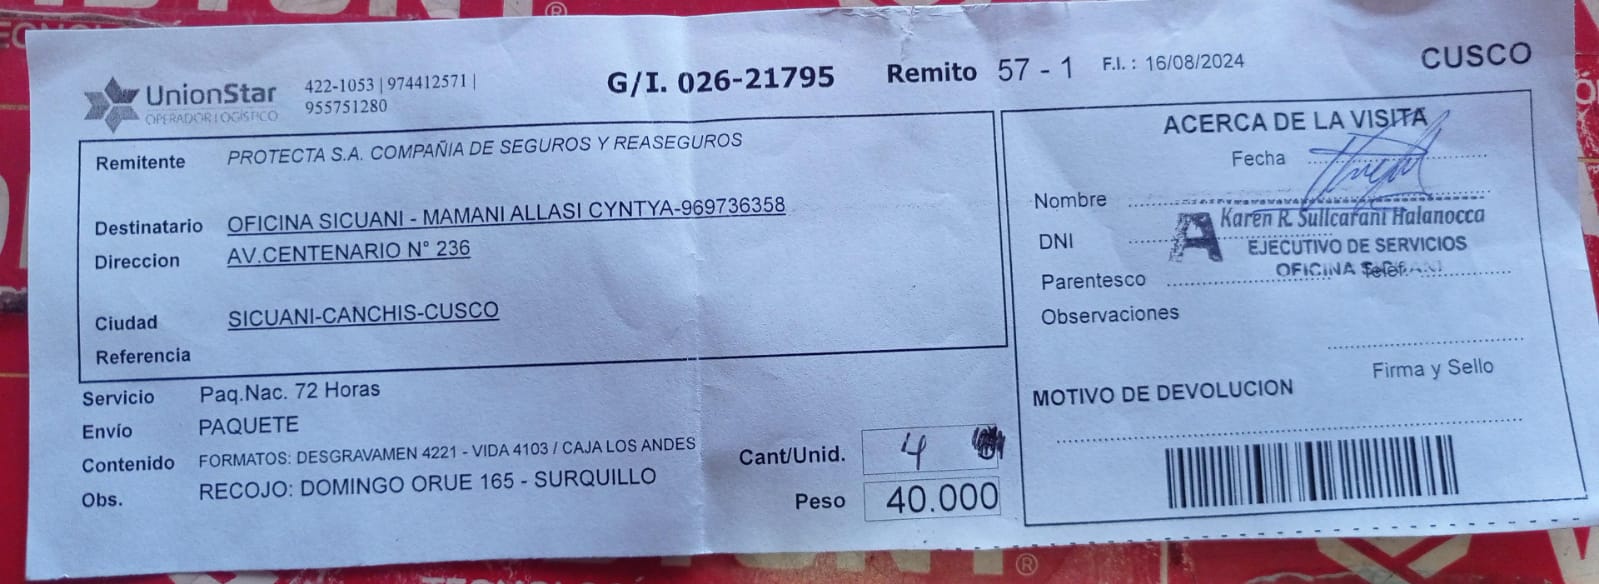 UnionStar
OPERADOR LOGISTICO
422-1053 | 974412571 |
955751280
G/I. 026-21795
Remito 57 - 1
F.I. : 16/08/2024
CUSCO
Remitente PROTECTA S.A. COMPAÑIA DE SEGUROS Y REASEGUROS
Destinatario OFICINA SICUANI - MAMANI ALLASI CYNTYA-969736358
Direccion AV.CENTENARIO N° 236
Ciudad SICUANI-CANCHIS-CUSCO
Referencia
Servicio Paq.Nac. 72 Horas
Envío PAQUETE
Contenido FORMATOS: DESGRAVAMEN 4221 - VIDA 4103 / CAJA LOS ANDES
Obs. RECOJO: DOMINGO ORUE 165 - SURQUILLO
Cant/Unid. 4
Peso 40.000
ACERCA DE LA VISITA
Fecha
Nombre
Karen R. Sullcarani Halanocca
DNI
EJECUTIVO DE SERVICIOS
Parentesco
OFICINA
Telef.
Observaciones
Firma y Sello
MOTIVO DE DEVOLUCION